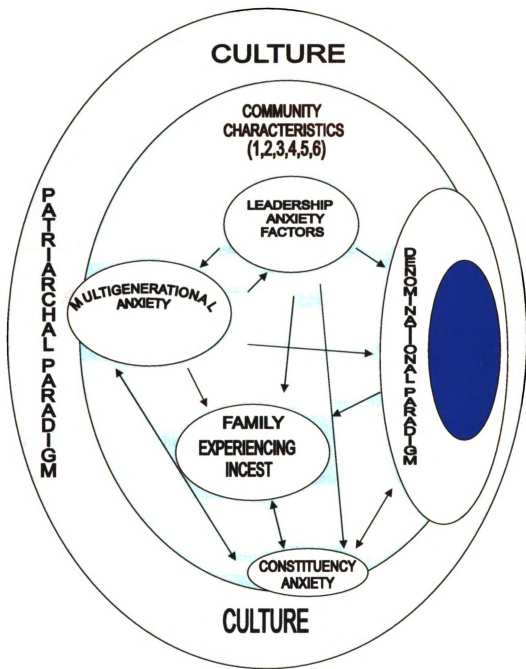 CULTURE
COMMUNITY
CHARACTERISTICS
(1,2,3,4,5,6)
PATRIARCHAL PARADIGM
LEADERSHIP
ANXIETY
FACTORS
DENOMINATIONAL PARADIGM
MULTIGENERATIONAL
ANXIETY
FAMILY
EXPERIENCING
INCEST
CONSTITUENCY
ANXIETY
CULTURE